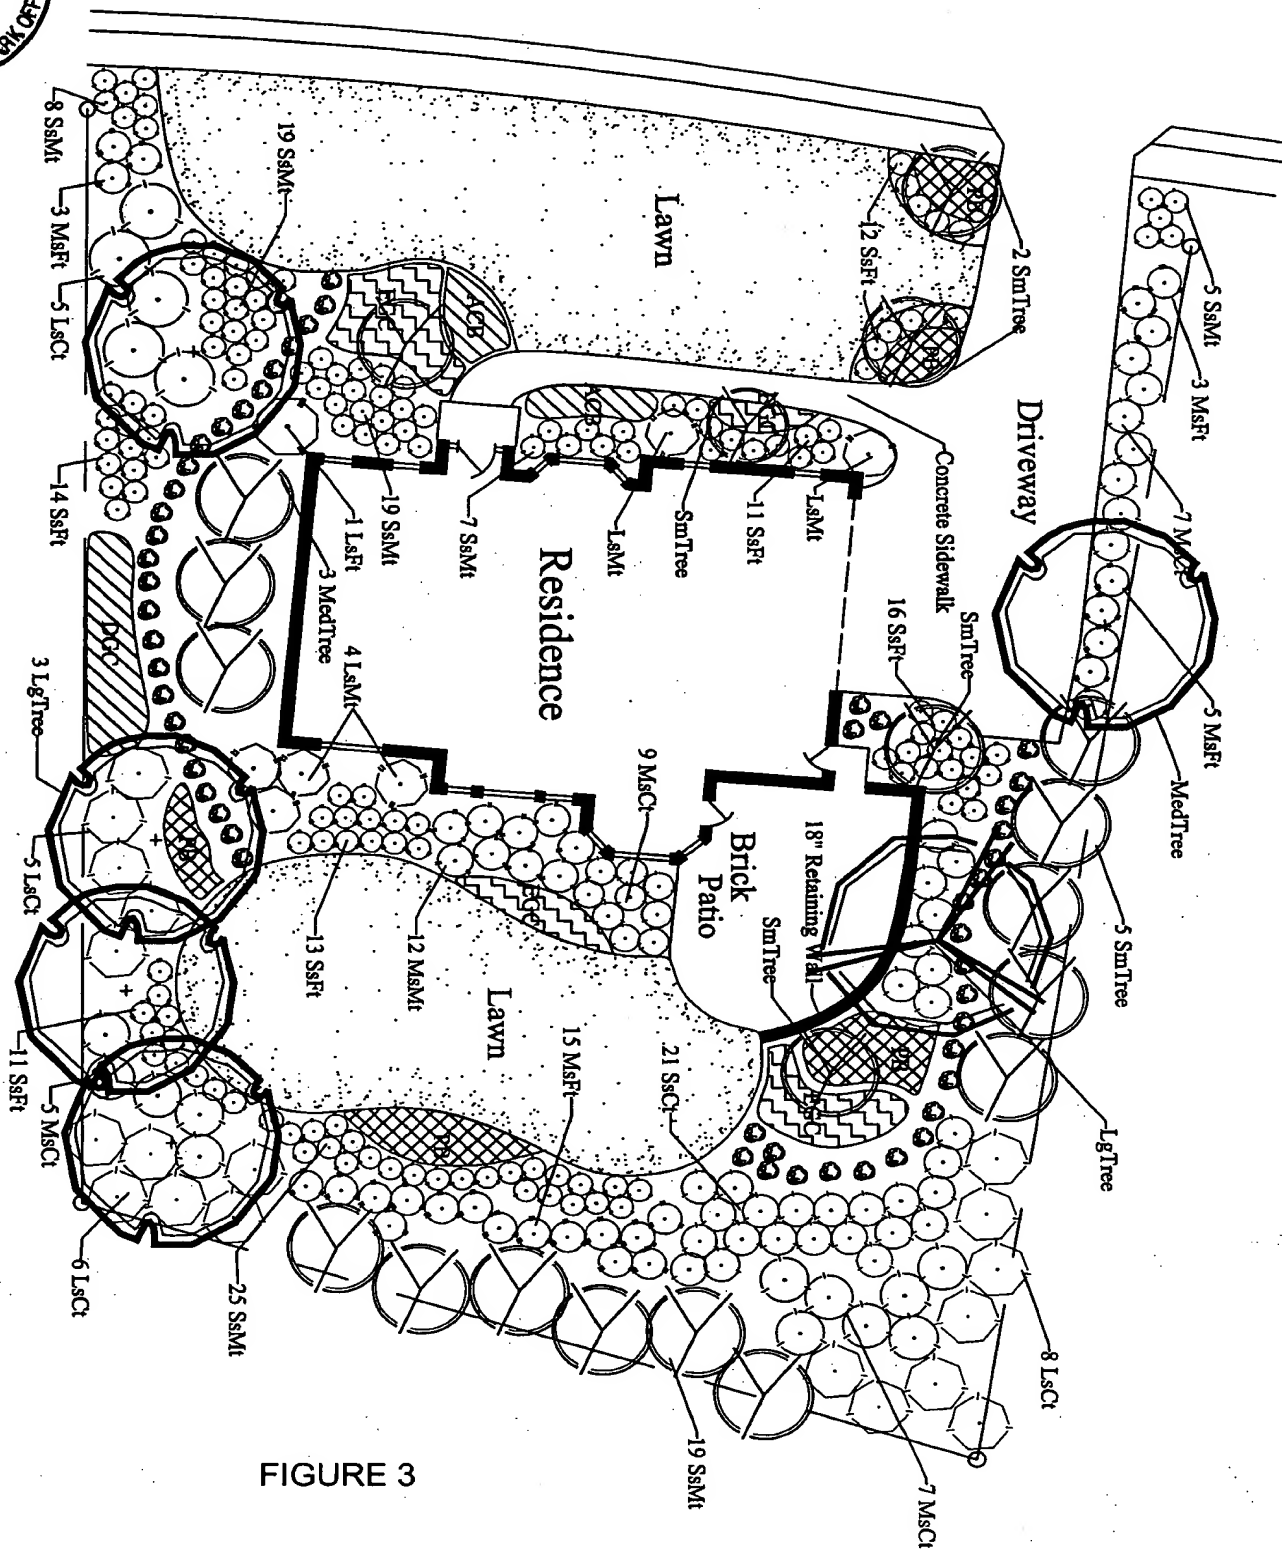 8 SsMt
3 MsFt
5 LsCt
19 SsMt
14 SsFt
Lawn
12 SsFt
2 SmTree
5 SsMt
3 MsFt
7 MsCt
5 MsFt
MedTree
Driveway
Concrete Sidewalk
SmTree
16 SsFt
ACB
ACB
1 LsFt
19 SsMt
7 SsMt
LsMt
SmTree
11 SsFt
LsMt
3 MedTree
Residence
4 LsMt
9 MsCt
Brick
Patio
18" Retaining Wall
SmTree
5 SmTree
LgTree
DGC
3 LgTree
5 LsCt
11 SsFt
5 MsCt
6 LsCt
25 SsMt
13 SsFt
12 MsMt
Lawn
15 MsFt
21 SsCt
8 LsCt
7 MsCt
19 SsMt
FIGURE 3